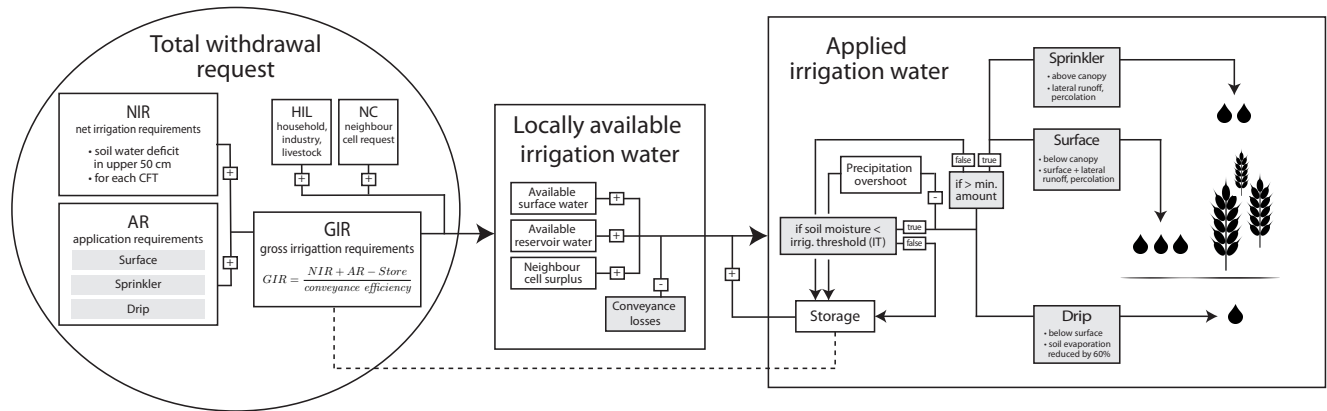 Total withdrawal
request
NIR
net irrigation requirements
• soil water deficit
in upper 50 cm
• for each CFT
+
HIL
household,
industry,
livestock
+
NC
neighbour
cell request
+
AR
application requirements
Surface
Sprinkler
Drip
+
GIR
gross irrigation requirements
GIR = NIR + AR − Store
conveyance efficiency
Locally available
irrigation water
Available
surface water
+
Available
reservoir water
+
Neighbour
cell surplus
+
-
Conveyance
losses
+
Applied
irrigation water
Precipitation
overshoot
-
if soil moisture <
irrig. threshold (IT)
true
false
Storage
false
true
if > min.
amount
Sprinkler
• above canopy
• lateral runoff,
percolation
Surface
• below canopy
• surface + lateral
runoff, percolation
Drip
• below surface
• soil evaporation
reduced by 60%